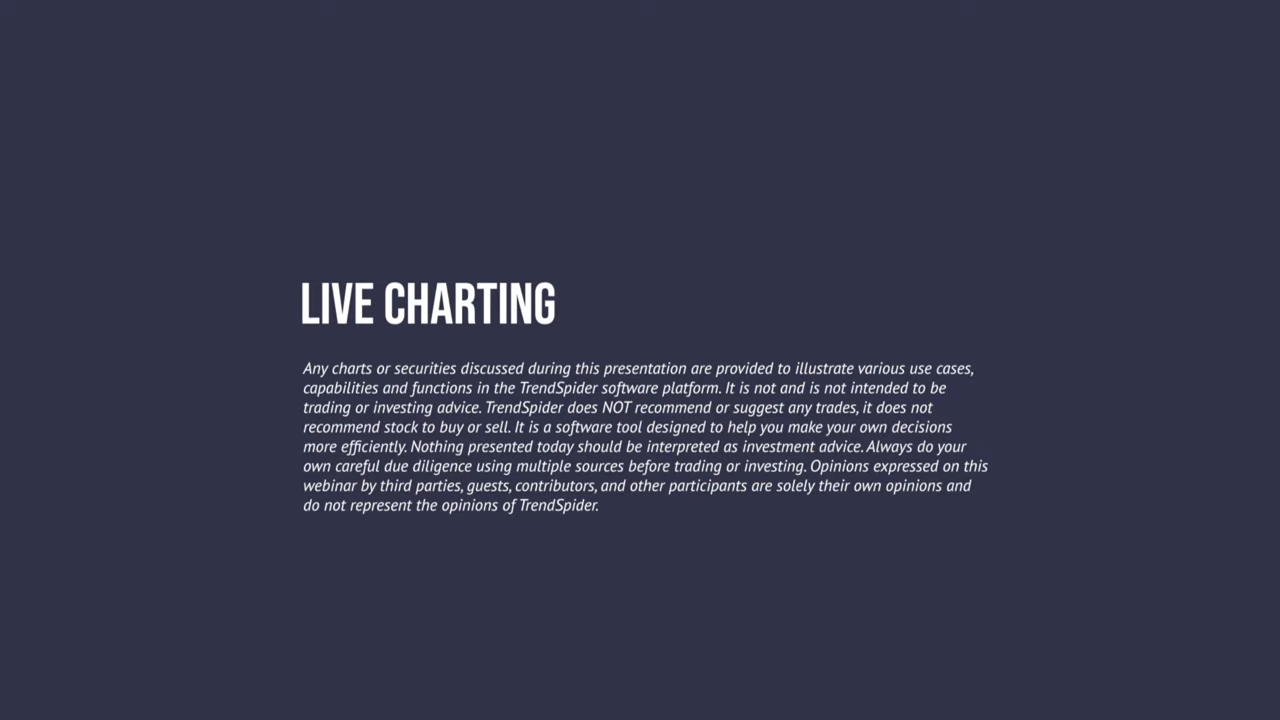 LIVE CHARTING
Any charts or securities discussed during this presentation are provided to illustrate various use cases,
capabilities and functions in the TrendSpider software platform. It is not and is not intended to be
trading or investing advice. TrendSpider does NOT recommend or suggest any trades, it does not
recommend stock to buy or sell. It is a software tool designed to help you make your own decisions
more efficiently. Nothing presented today should be interpreted as investment advice. Always do your
own careful due diligence using multiple sources before trading or investing. Opinions expressed on this
webinar by third parties, guests, contributors, and other participants are solely their own opinions and
do not represent the opinions of TrendSpider.